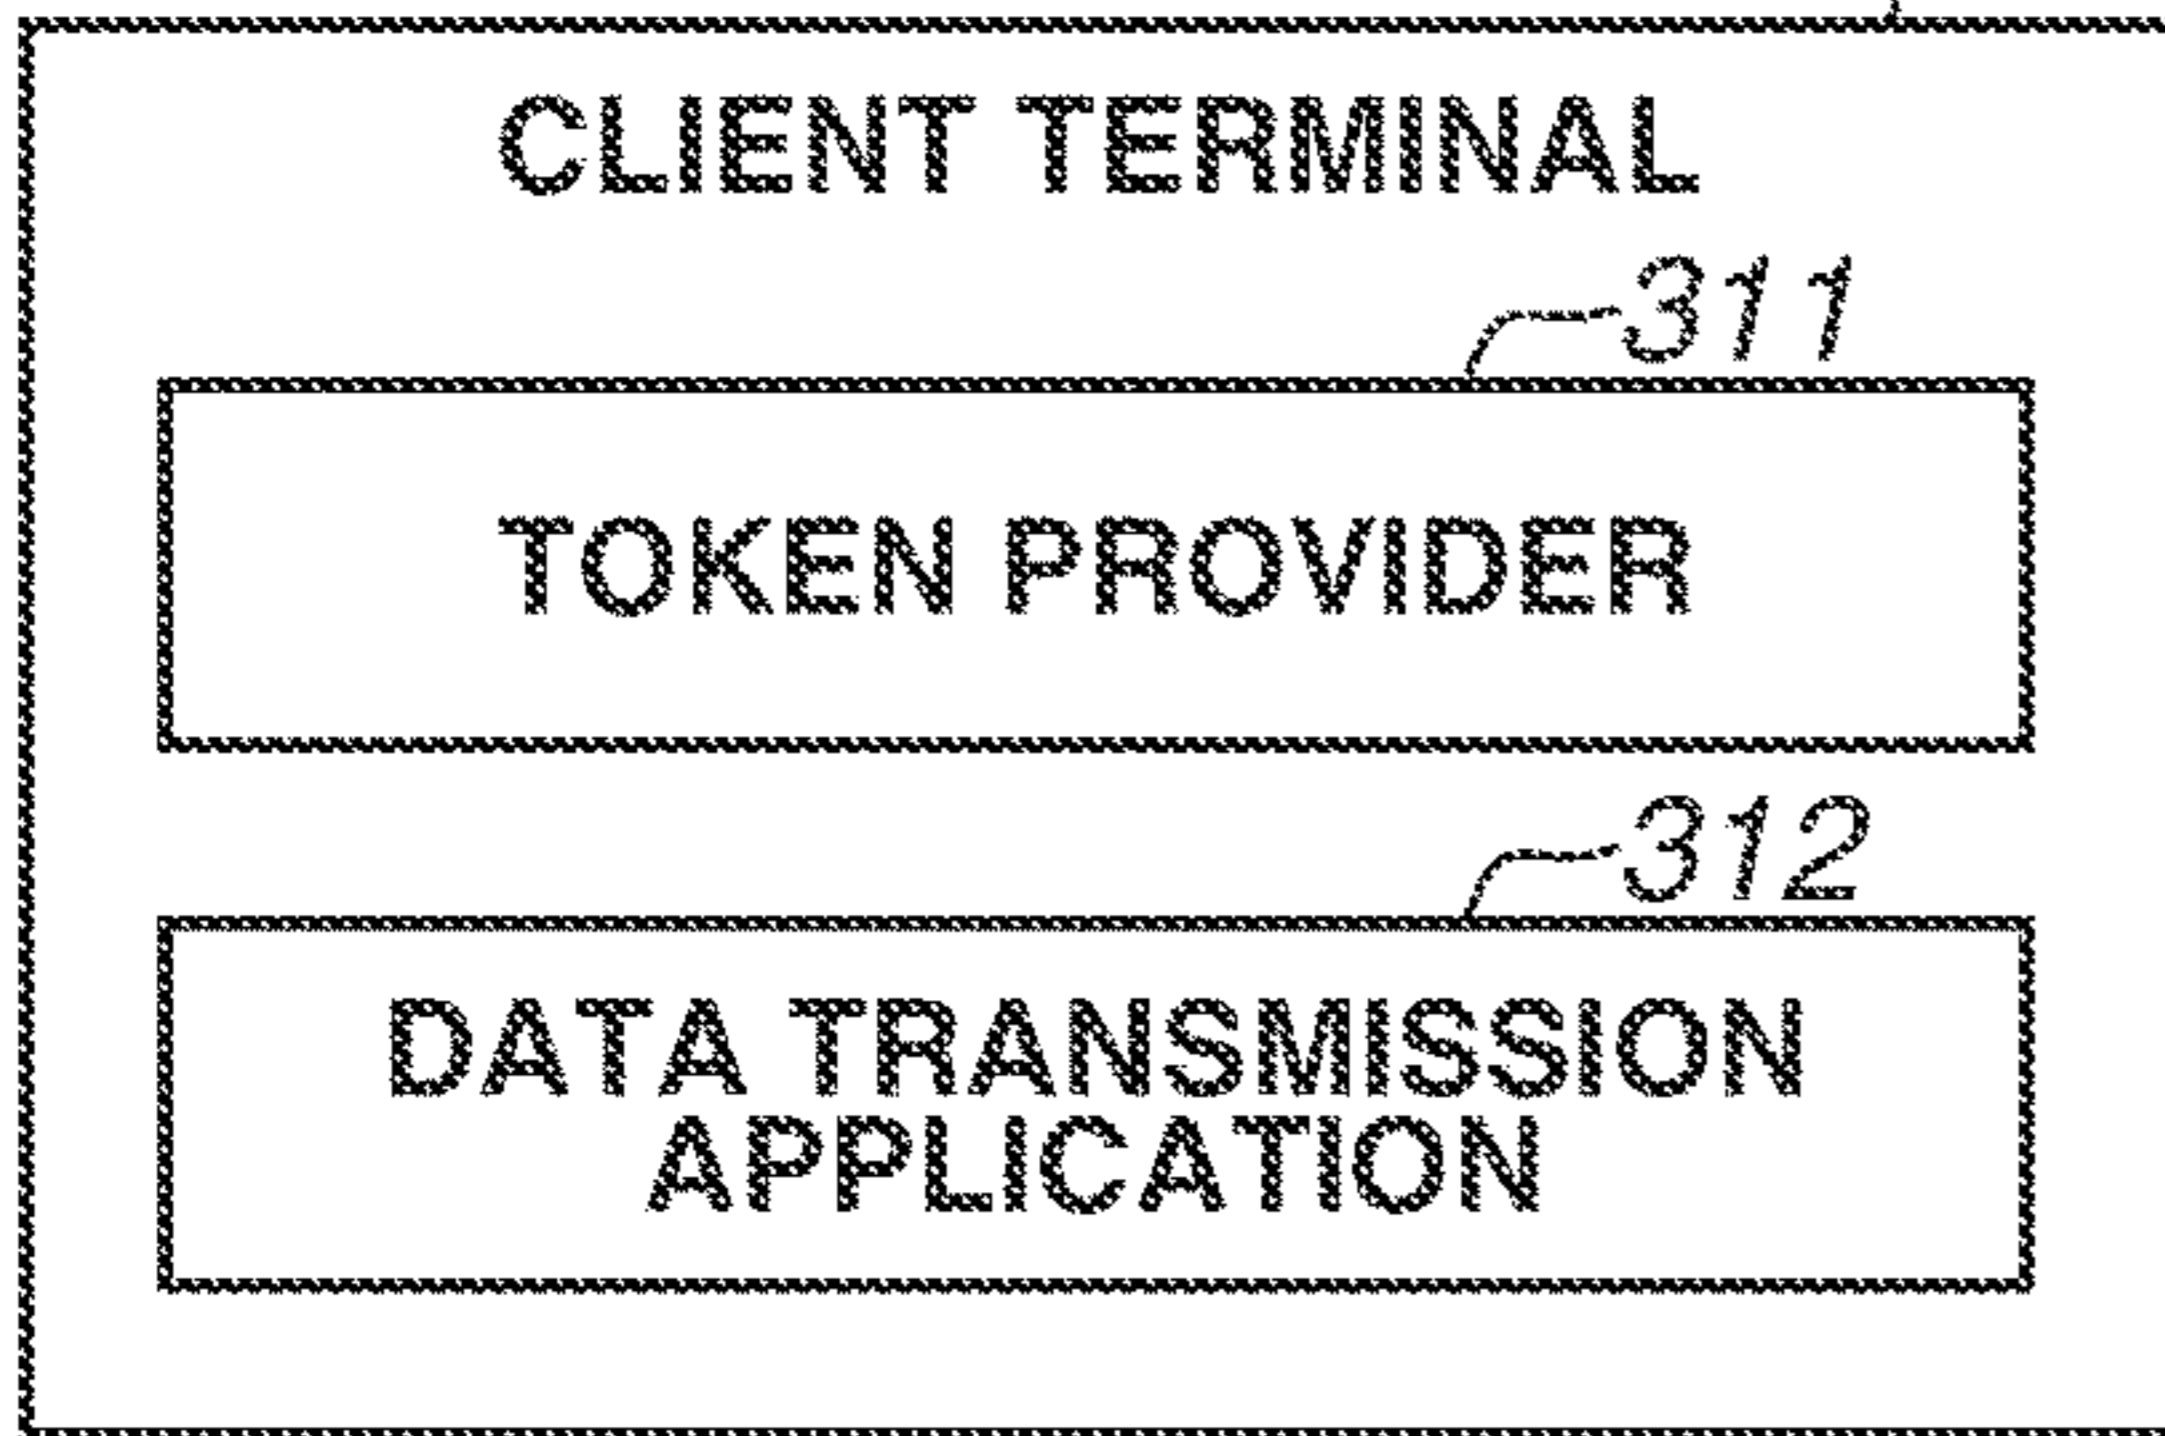 CLIENT TERMINAL
311
TOKEN PROVIDER
312
DATA TRANSMISSION
APPLICATION